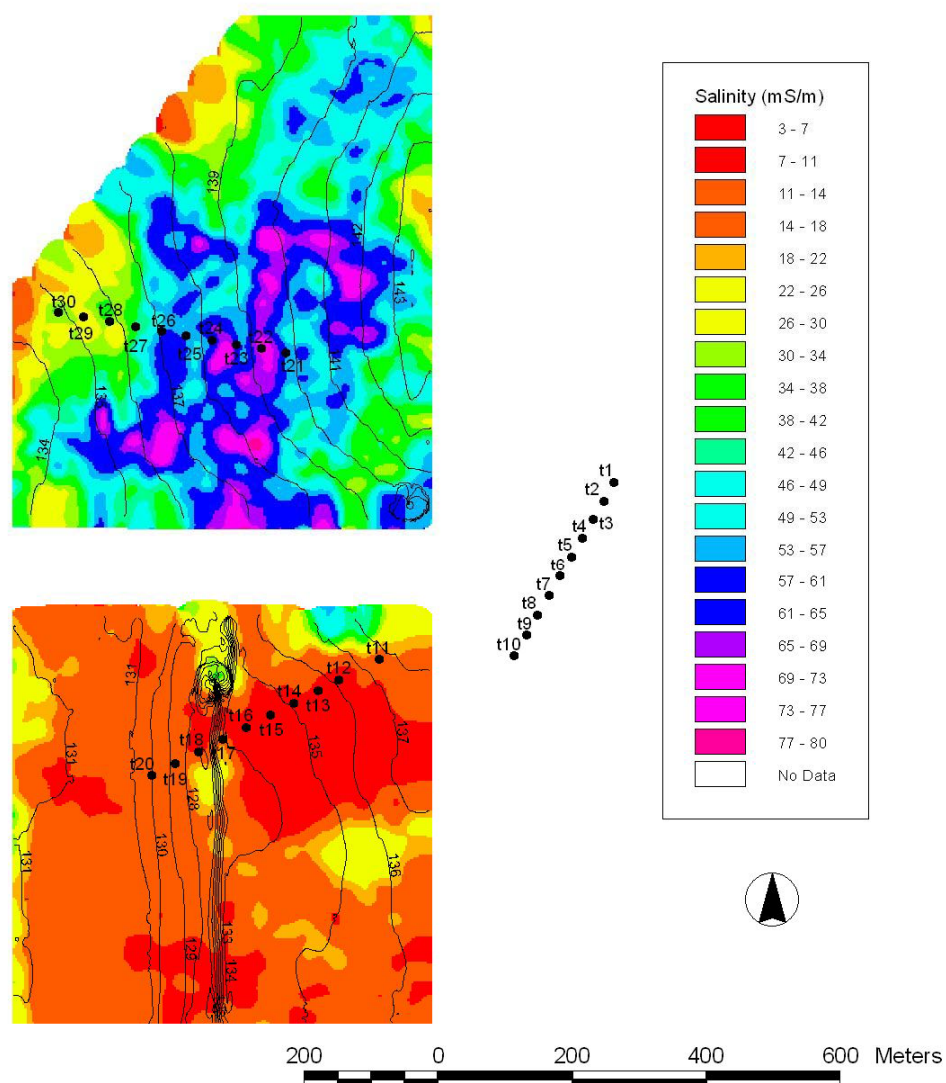 Salinity (mS/m)
3 - 7
7 - 11
11 - 14
14 - 18
18 - 22
22 - 26
26 - 30
30 - 34
34 - 38
38 - 42
42 - 46
46 - 49
49 - 53
53 - 57
57 - 61
61 - 65
65 - 69
69 - 73
73 - 77
77 - 80
No Data
139
142
143
141
137
134
t30
t29
t28
t27
t26
t25
t24
t23
t22
t21
t1
t2
t3
t4
t5
t6
t7
t8
t9
t10
t11
t12
t13
t14
t15
t16
t17
t18
t19
t20
131
131
131
130
128
129
133
134
135
136
137
200 0 200 400 600 Meters